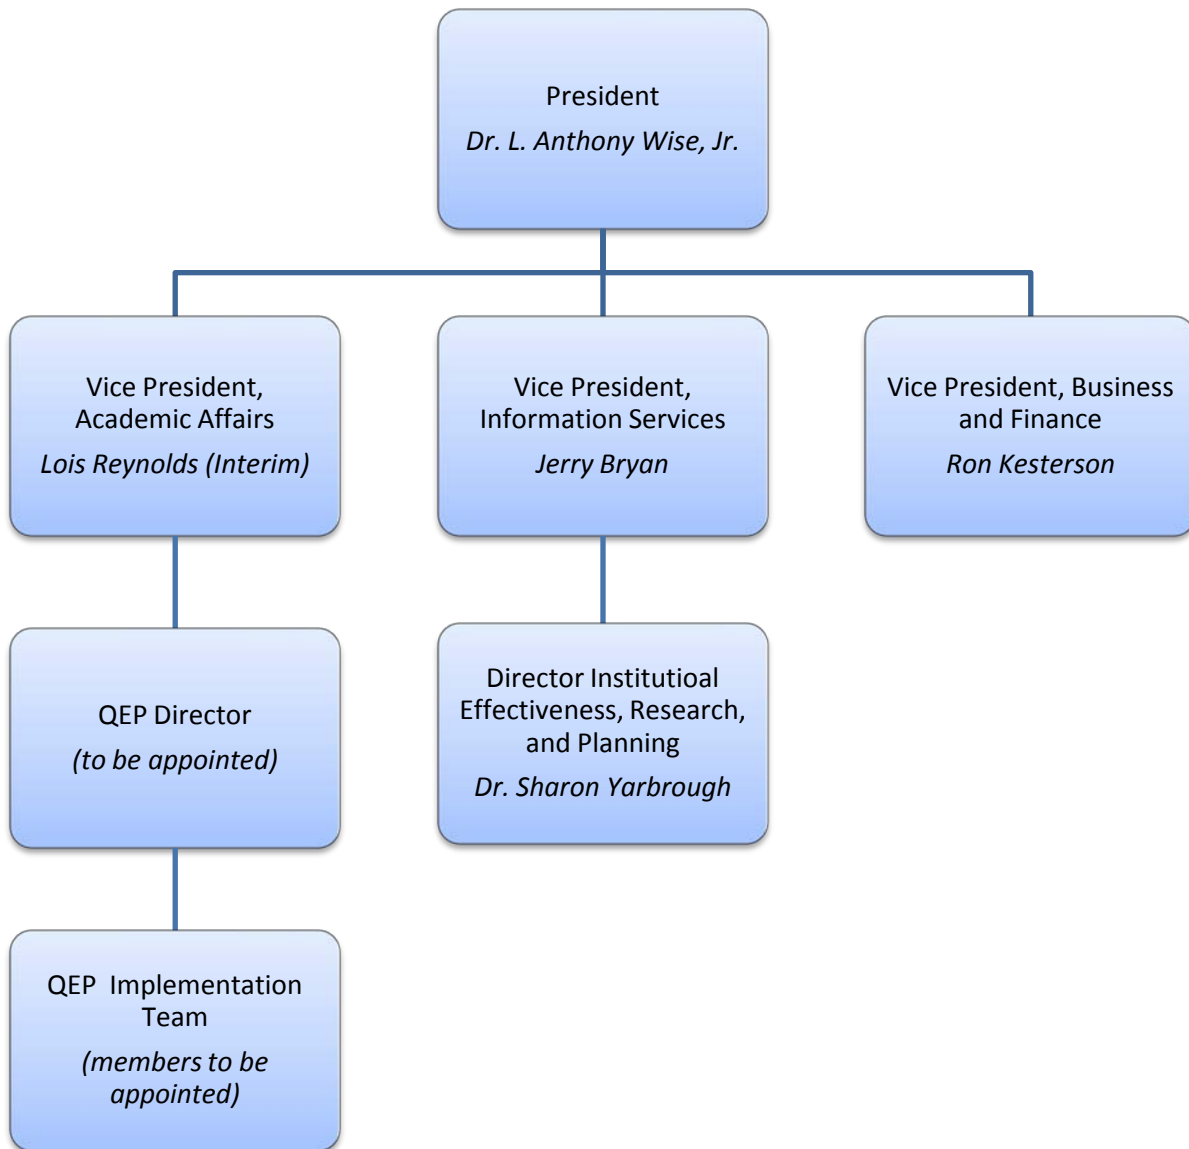 President
Dr. L. Anthony Wise, Jr.
Vice President,
Academic Affairs
Lois Reynolds (Interim)
Vice President,
Information Services
Jerry Bryan
Vice President, Business
and Finance
Ron Kesterson
QEP Director
(to be appointed)
Director Institutioal
Effectiveness, Research,
and Planning
Dr. Sharon Yarbrough
QEP  Implementation
Team
(members to be
appointed)